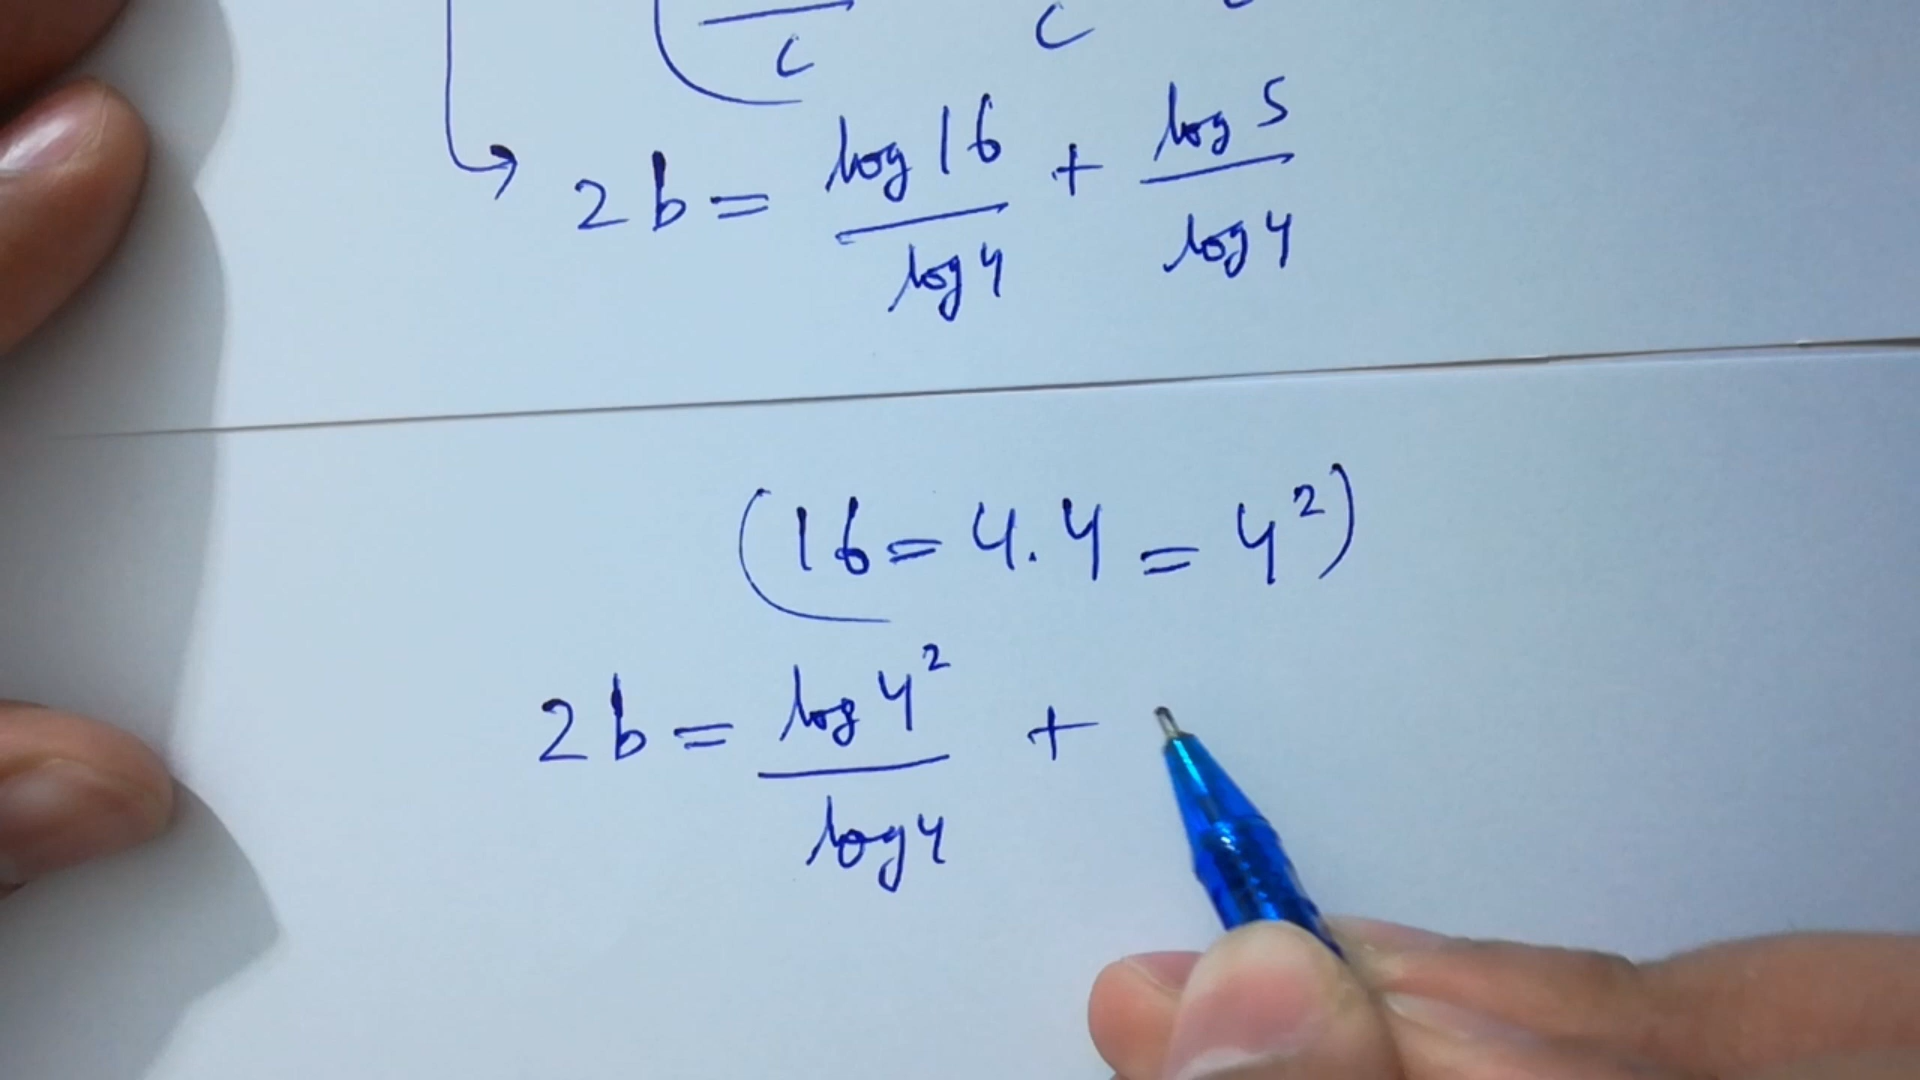 c c
2b = log 16 / log 4 + log 5 / log 4
(16 = 4.4 = 4²)
2b = log 4² / log 4 +